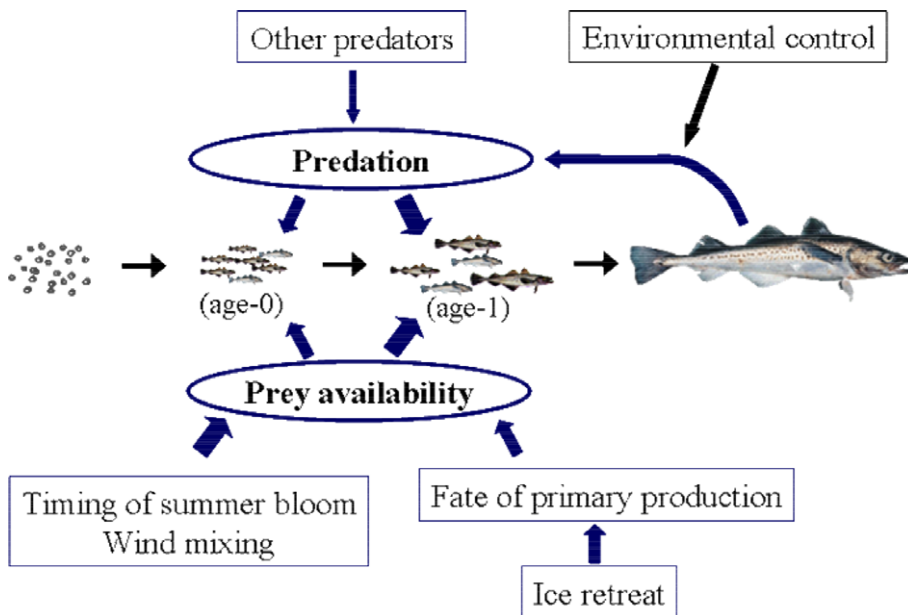 Other predators
Environmental control
Predation
(age-0)
(age-1)
Prey availability
Timing of summer bloom
Wind mixing
Fate of primary production
Ice retreat